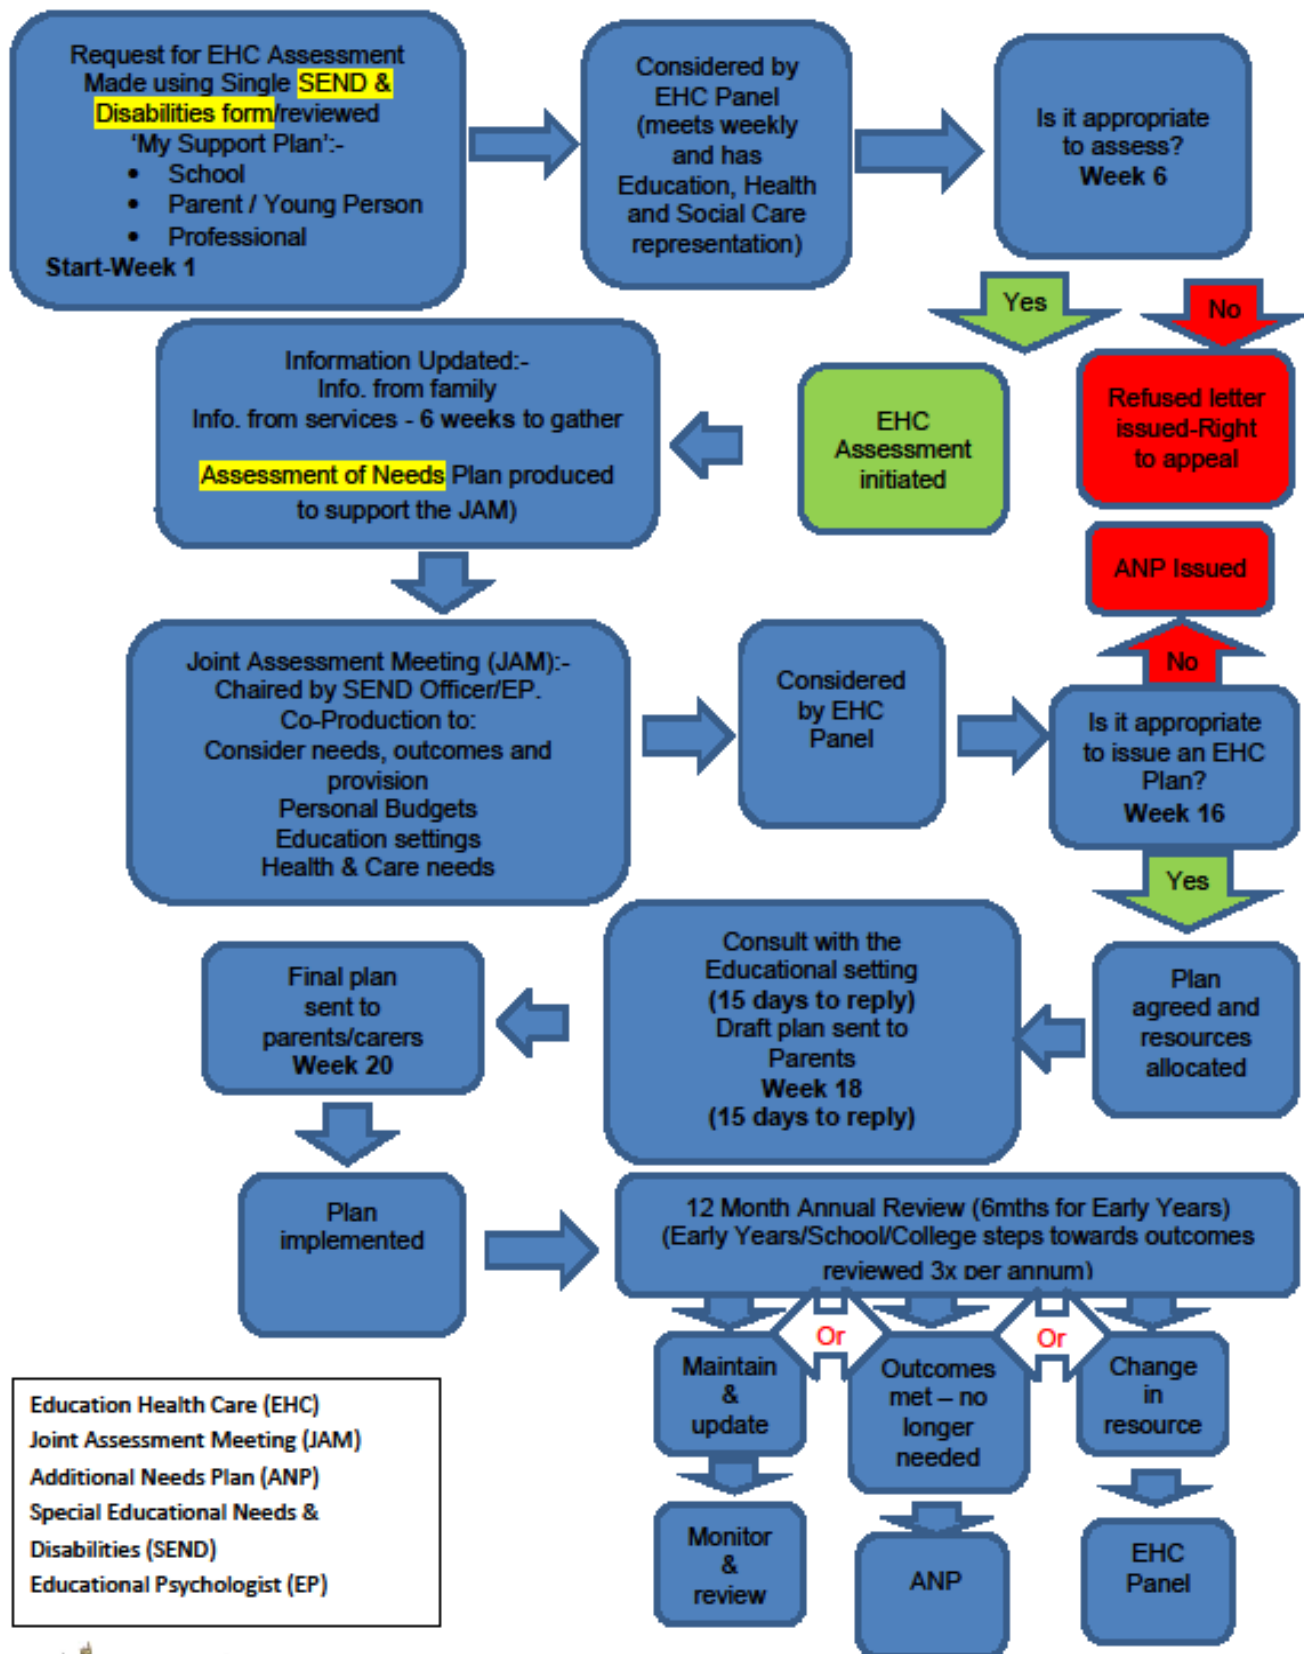 Request for EHC Assessment
Made using Single SEND &
Disabilities form/reviewed
‘My Support Plan’:-
• School
• Parent / Young Person
• Professional
Start-Week 1
Considered by
EHC Panel
(meets weekly
and has
Education, Health
and Social Care
representation)
Is it appropriate
to assess?
Week 6
Yes
No
Information Updated:-
Info. from family
Info. from services - 6 weeks to gather
Assessment of Needs Plan produced
to support the JAM)
EHC
Assessment
initiated
Refused letter
issued-Right
to appeal
ANP Issued
No
Joint Assessment Meeting (JAM):-
Chaired by SEND Officer/EP.
Co-Production to:
Consider needs, outcomes and
provision
Personal Budgets
Education settings
Health & Care needs
Considered
by EHC
Panel
Is it appropriate
to issue an EHC
Plan?
Week 16
Yes
Final plan
sent to
parents/carers
Week 20
Consult with the
Educational setting
(15 days to reply)
Draft plan sent to
Parents
Week 18
(15 days to reply)
Plan
agreed and
resources
allocated
Plan
implemented
12 Month Annual Review (6mths for Early Years)
(Early Years/School/College steps towards outcomes
reviewed 3x per annum)
Or
Or
Maintain
&
update
Outcomes
met – no
longer
needed
Change
in
resource
Monitor
&
review
ANP
EHC
Panel
Education Health Care (EHC)
Joint Assessment Meeting (JAM)
Additional Needs Plan (ANP)
Special Educational Needs &
Disabilities (SEND)
Educational Psychologist (EP)